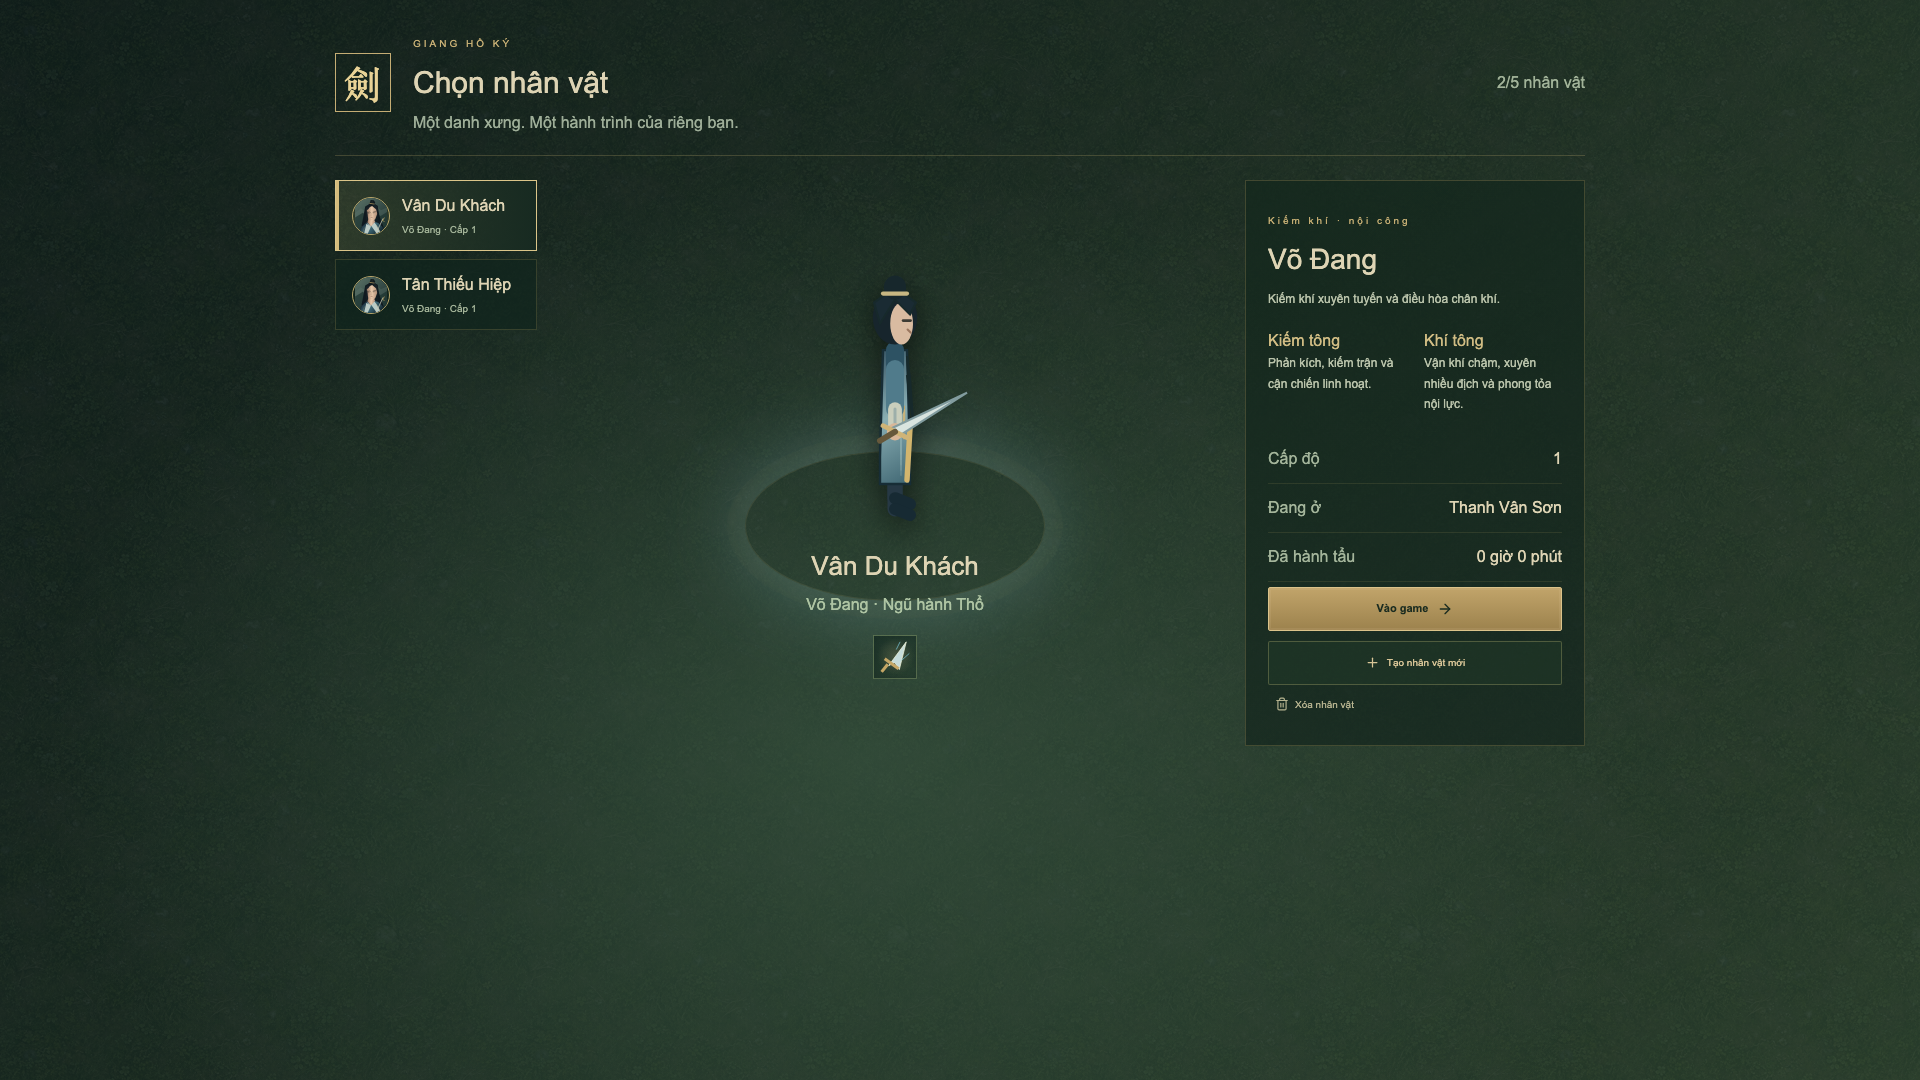 劍
GIANG HỒ KÝ
Chọn nhân vật
Một danh xưng. Một hành trình của riêng bạn.
2/5 nhân vật
Vân Du Khách
Võ Đang · Cấp 1
Tân Thiếu Hiệp
Võ Đang · Cấp 1
Vân Du Khách
Võ Đang · Ngũ hành Thổ
Kiếm khí · nội công
Võ Đang
Kiếm khí xuyên tuyến và điều hòa chân khí.
Kiếm tông
Phản kích, kiếm trận và
cận chiến linh hoạt.
Khí tông
Vận khí chậm, xuyên
nhiều địch và phong tỏa
nội lực.
Cấp độ 1
Đang ở Thanh Vân Sơn
Đã hành tẩu 0 giờ 0 phút
Vào game
Tạo nhân vật mới
Xóa nhân vật